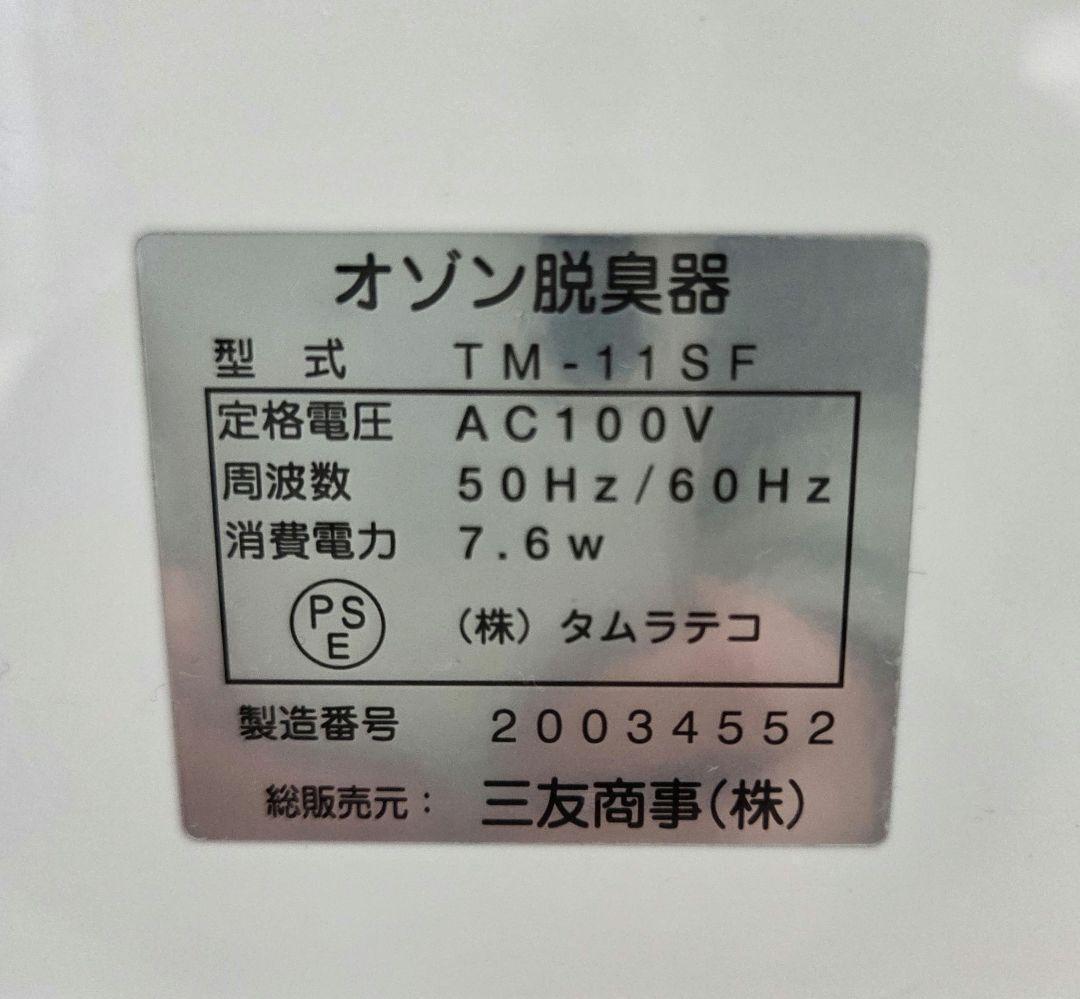 オゾン脱臭器
型 式 TM-11SF
定格電圧 AC100V
周波数 50Hz/60Hz
消費電力 7.6w
PS
E
(株)タムラテコ
製造番号 20034552
総販売元: 三友商事(株)